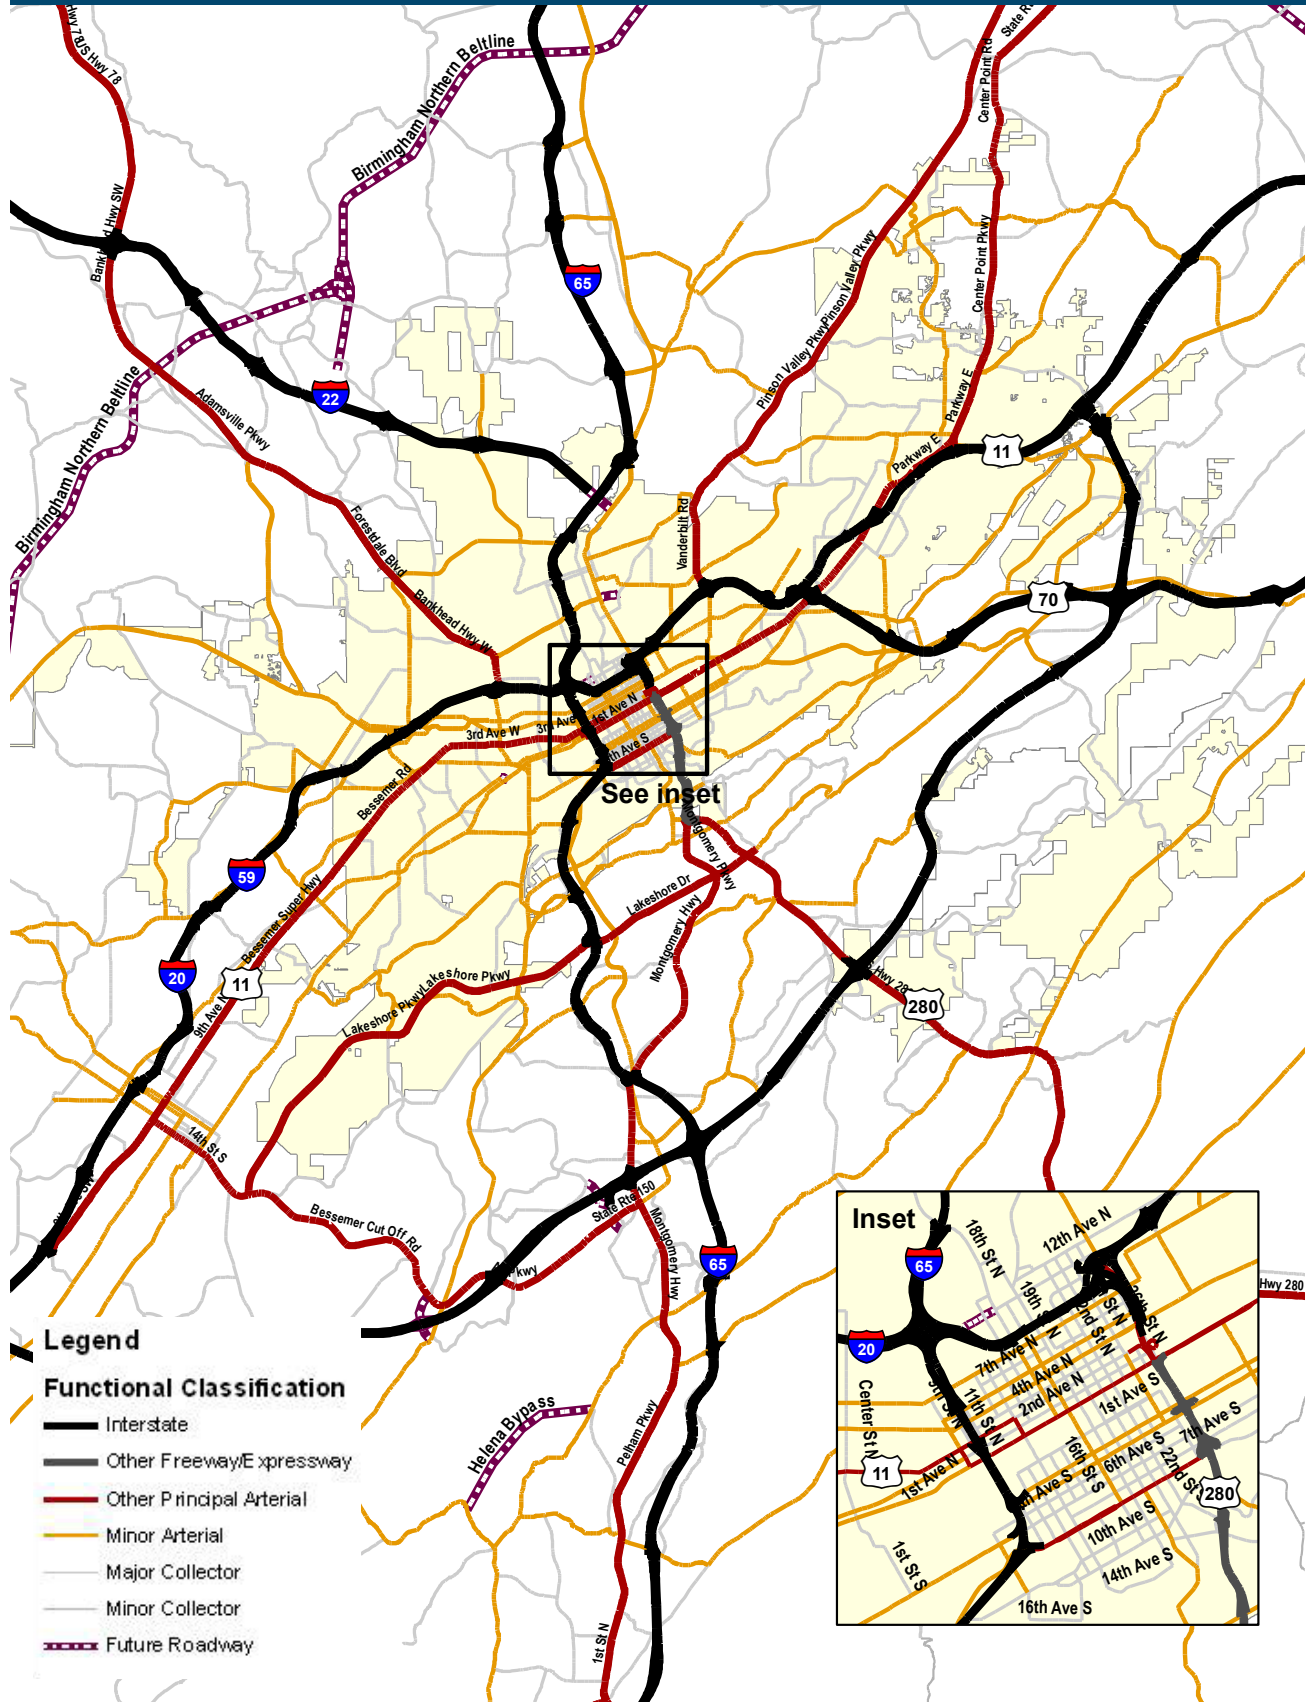 US Hwy 78
Birmingham Northern Beltline
Center Point Rd
65
Center Point Pkwy
Pinson Valley Pkwy
Pinson Valley Pkwy
22
Adamsville Pkwy
Birmingham Northern Beltline
Parkway E
Parkway E
11
Vanderbilt Rd
Forestdale Blvd
Bankhead Hwy W
70
1st Ave N
3rd Ave W
See inset
Bessemer Rd
Montgomery Pkwy
59
Lakeshore Dr
Montgomery Hwy
Bessemer Super Hwy
20
11
Lakeshore Pkwy
Lakeshore Pkwy
280
9th Ave N
14th St S
State Rte 150
Bessemer Cut Off Rd
Montgomery Hwy
65
Pkwy
Hwy 280
Helena Bypass
Pelham Pkwy
1st St N
Inset
65
18th St N
12th Ave N
19th St N
26th St N
20
7th Ave N
4th Ave N
2nd Ave N
Center St N
11th St N
1st Ave S
7th Ave S
11
1st Ave N
16th St S
6th Ave S
22nd St S
280
10th Ave S
1st St S
14th Ave S
16th Ave S
Legend
Functional Classification
Interstate
Other Freeway/Expressway
Other Principal Arterial
Minor Arterial
Major Collector
Minor Collector
Future Roadway